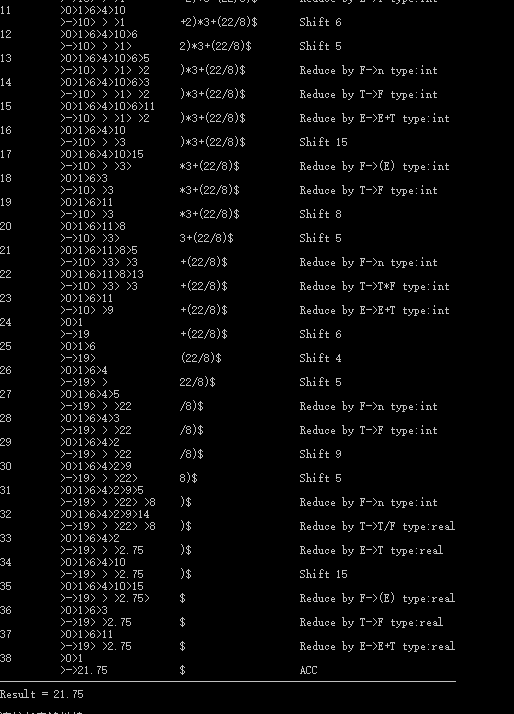 11 >0>1>6>4>10
>->10> > >1> +2)*3+(22/8)$ Shift 6
12 >0>1>6>4>10>6
>->10> > >1> 2)*3+(22/8)$ Shift 5
13 >0>1>6>4>10>6>5
>->10> > >1> >2 )*3+(22/8)$ Reduce by F->n type:int
14 >0>1>6>4>10>6>3
>->10> > >1> >2 )*3+(22/8)$ Reduce by T->F type:int
15 >0>1>6>4>10>6>11
>->10> > >1> >2 )*3+(22/8)$ Reduce by E->E+T type:int
16 >0>1>6>4>10
>->10> > >3 )*3+(22/8)$ Shift 15
17 >0>1>6>4>10>15
>->10> > >3> *3+(22/8)$ Reduce by F->(E) type:int
18 >0>1>6>3
>->10> >3 *3+(22/8)$ Reduce by T->F type:int
19 >0>1>6>11
>->10> >3 *3+(22/8)$ Shift 8
20 >0>1>6>11>8
>->10> >3> 3+(22/8)$ Shift 5
21 >0>1>6>11>8>5
>->10> >3> >3 +(22/8)$ Reduce by F->n type:int
22 >0>1>6>11>8>13
>->10> >3> >3 +(22/8)$ Reduce by T->T*F type:int
23 >0>1>6>11
>->10> >9 +(22/8)$ Reduce by E->E+T type:int
24 >0>1
>->19 +(22/8)$ Shift 6
25 >0>1>6
>->19> (22/8)$ Shift 4
26 >0>1>6>4
>->19> > 22/8)$ Shift 5
27 >0>1>6>4>5
>->19> > >22 /8)$ Reduce by F->n type:int
28 >0>1>6>4>3
>->19> > >22 /8)$ Reduce by T->F type:int
29 >0>1>6>4>2
>->19> > >22 /8)$ Shift 9
30 >0>1>6>4>2>9
>->19> > >22> 8)$ Shift 5
31 >0>1>6>4>2>9>5
>->19> > >22> >8 )$ Reduce by F->n type:int
32 >0>1>6>4>2>9>14
>->19> > >22> >8 )$ Reduce by T->T/F type:real
33 >0>1>6>4>2
>->19> > >2.75 )$ Reduce by E->T type:real
34 >0>1>6>4>10
>->19> > >2.75 )$ Shift 15
35 >0>1>6>4>10>15
>->19> > >2.75> $ Reduce by F->(E) type:real
36 >0>1>6>3
>->19> >2.75 $ Reduce by T->F type:real
37 >0>1>6>11
>->19> >2.75 $ Reduce by E->E+T type:real
38 >0>1
>->21.75 $ ACC
Result = 21.75